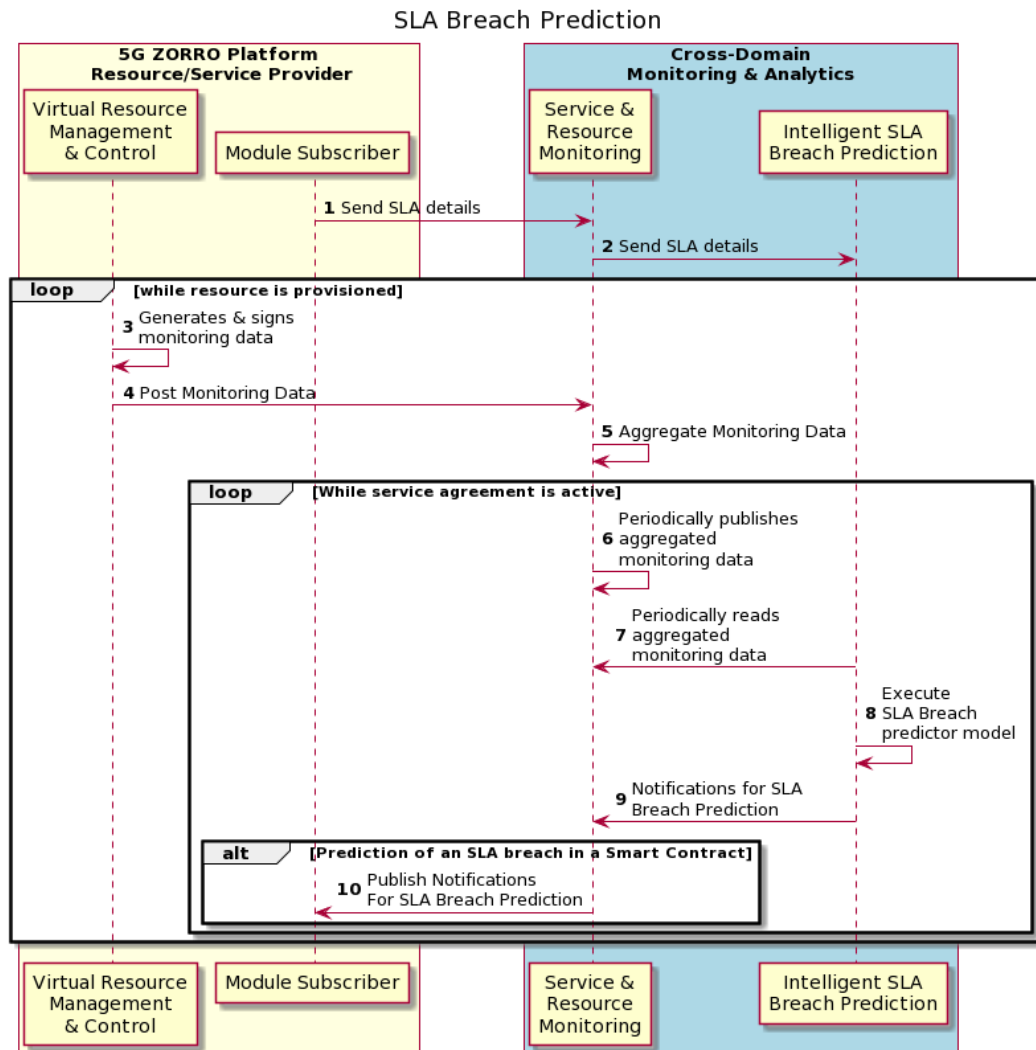 SLA Breach Prediction
5G ZORRO Platform
Resource/Service Provider
Cross-Domain
Monitoring & Analytics
Virtual Resource
Management
& Control
Module Subscriber
Service &
Resource
Monitoring
Intelligent SLA
Breach Prediction
1 Send SLA details
2 Send SLA details
loop [while resource is provisioned]
3 Generates & signs
monitoring data
4 Post Monitoring Data
5 Aggregate Monitoring Data
loop [While service agreement is active]
Periodically publishes
6 aggregated
monitoring data
Periodically reads
7 aggregated
monitoring data
Execute
8 SLA Breach
predictor model
9 Notifications for SLA
Breach Prediction
alt [Prediction of an SLA breach in a Smart Contract]
10 Publish Notifications
For SLA Breach Prediction
Virtual Resource
Management
& Control
Module Subscriber
Service &
Resource
Monitoring
Intelligent SLA
Breach Prediction